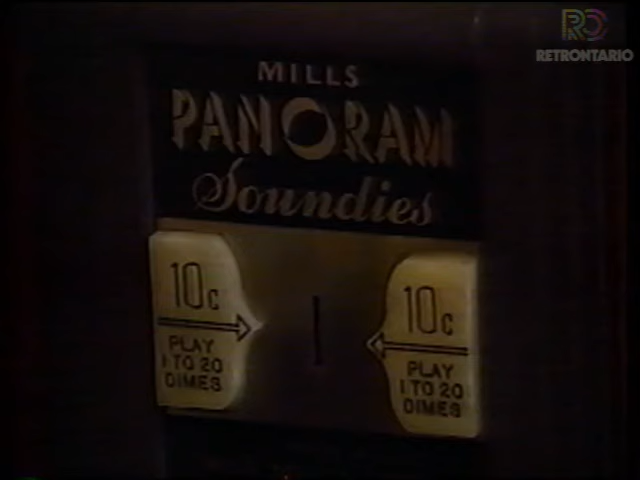 RETRONTARIO
MILLS
PANORAM
Soundies
10c
PLAY
1 TO 20
DIMES
10c
PLAY
1 TO 20
DIMES